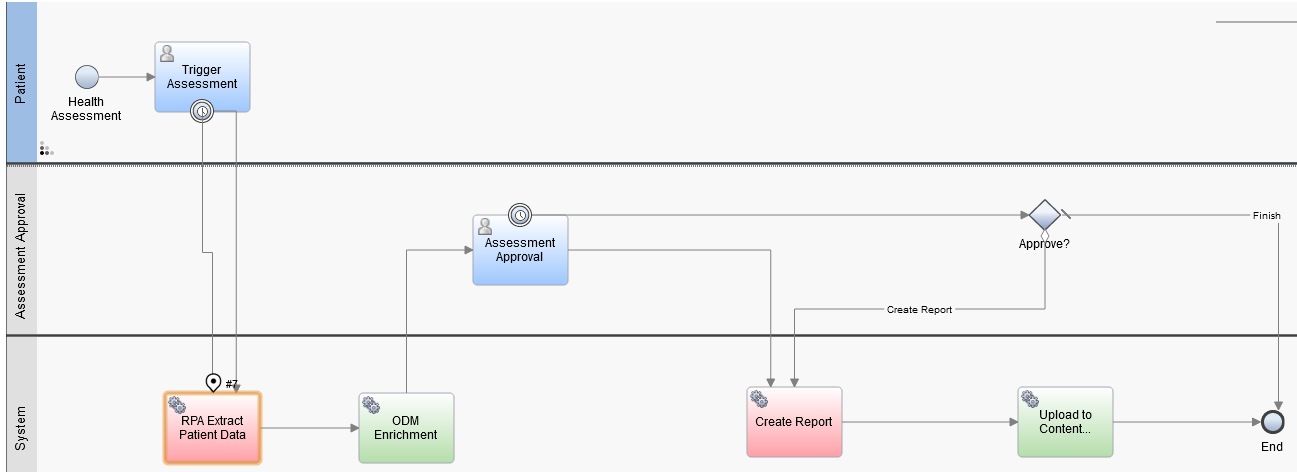 Patient
Health
Assessment
Trigger
Assessment
Assessment Approval
Assessment
Approval
Approve?
Finish
Create Report
System
#7
RPA Extract
Patient Data
ODM
Enrichment
Create Report
Upload to
Content...
End